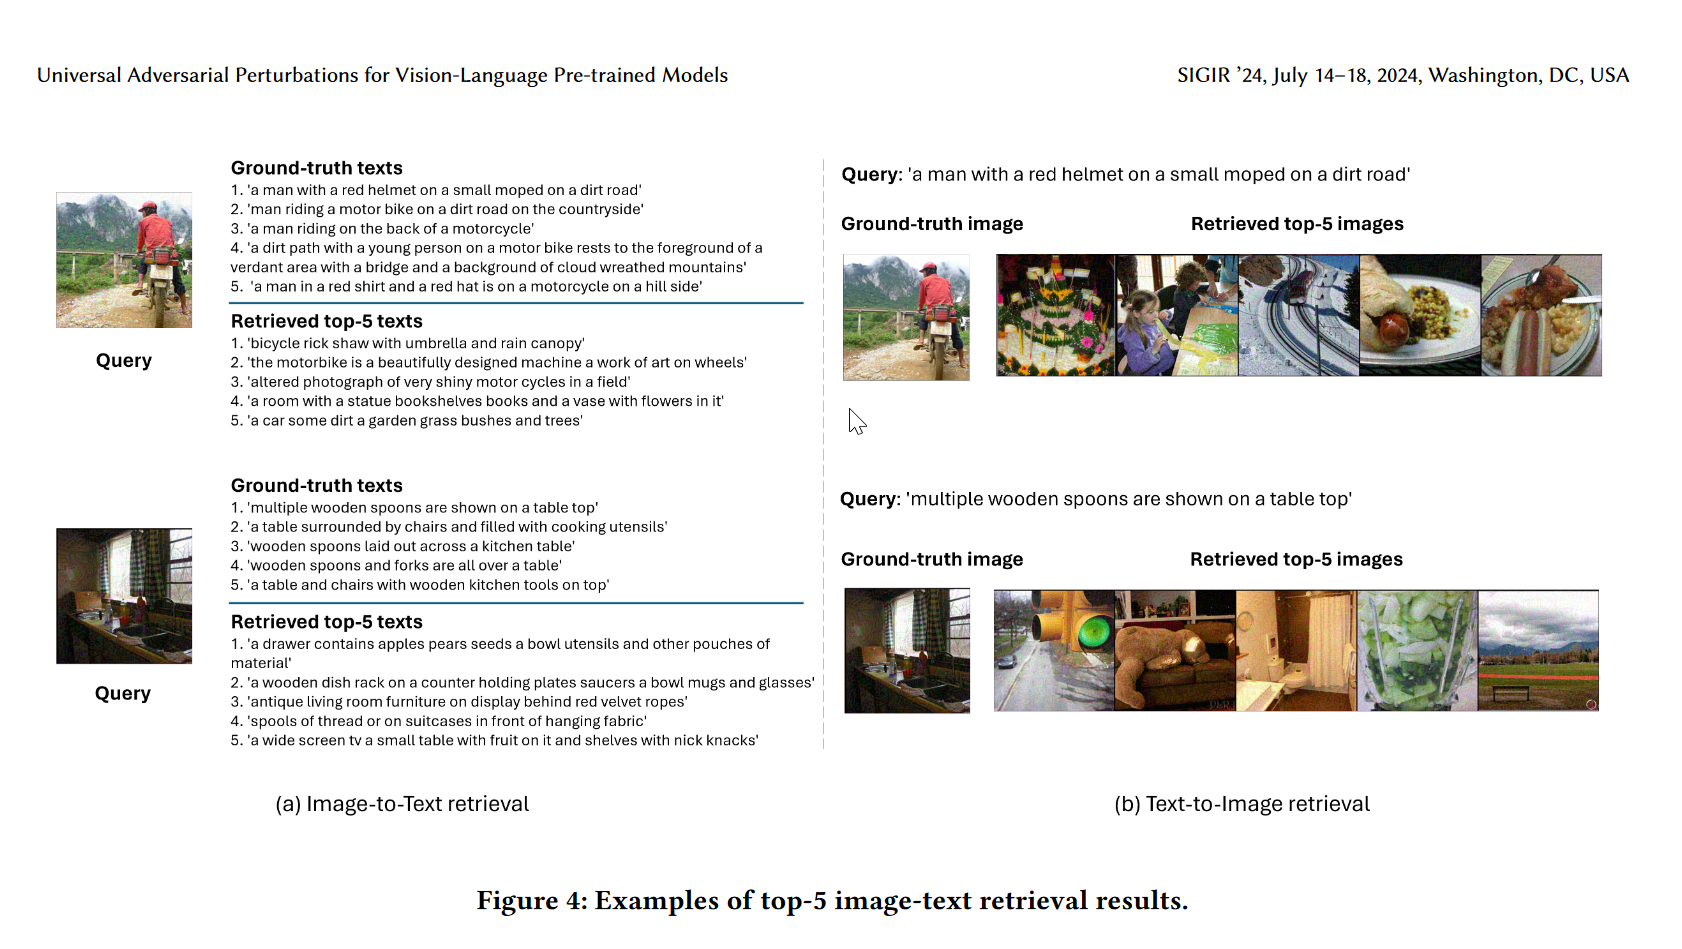 Universal Adversarial Perturbations for Vision-Language Pre-trained Models
SIGIR ’24, July 14–18, 2024, Washington, DC, USA
Ground-truth texts
1. 'a man with a red helmet on a small moped on a dirt road'
2. 'man riding a motor bike on a dirt road on the countryside'
3. 'a man riding on the back of a motorcycle'
4. 'a dirt path with a young person on a motor bike rests to the foreground of a
verdant area with a bridge and a background of cloud wreathed mountains'
5.  'a man in a red shirt and a red hat is on a motorcycle on a hill side'
Retrieved top-5 texts
1. 'bicycle rick shaw with umbrella and rain canopy'
2. 'the motorbike is a beautifully designed machine a work of art on wheels'
3. 'altered photograph of very shiny motor cycles in a field'
4. 'a room with a statue bookshelves books and a vase with flowers in it'
5. 'a car some dirt a garden grass bushes and trees'
Query
Ground-truth texts
1. 'multiple wooden spoons are shown on a table top'
2. 'a table surrounded by chairs and filled with cooking utensils'
3. 'wooden spoons laid out across a kitchen table'
4. 'wooden spoons and forks are all over a table'
5. 'a table and chairs with wooden kitchen tools on top'
Retrieved top-5 texts
1. 'a drawer contains apples pears seeds a bowl utensils and other pouches of
material'
2. 'a wooden dish rack on a counter holding plates saucers a bowl mugs and glasses'
3. 'antique living room furniture on display behind red velvet ropes'
4. 'spools of thread or on suitcases in front of hanging fabric'
5. 'a wide screen tv a small table with fruit on it and shelves with nick knacks'
Query
(a) Image-to-Text retrieval
Query: 'a man with a red helmet on a small moped on a dirt road'
Ground-truth image
Retrieved top-5 images
Query: 'multiple wooden spoons are shown on a table top'
Ground-truth image
Retrieved top-5 images
(b) Text-to-Image retrieval
Figure 4: Examples of top-5 image-text retrieval results.